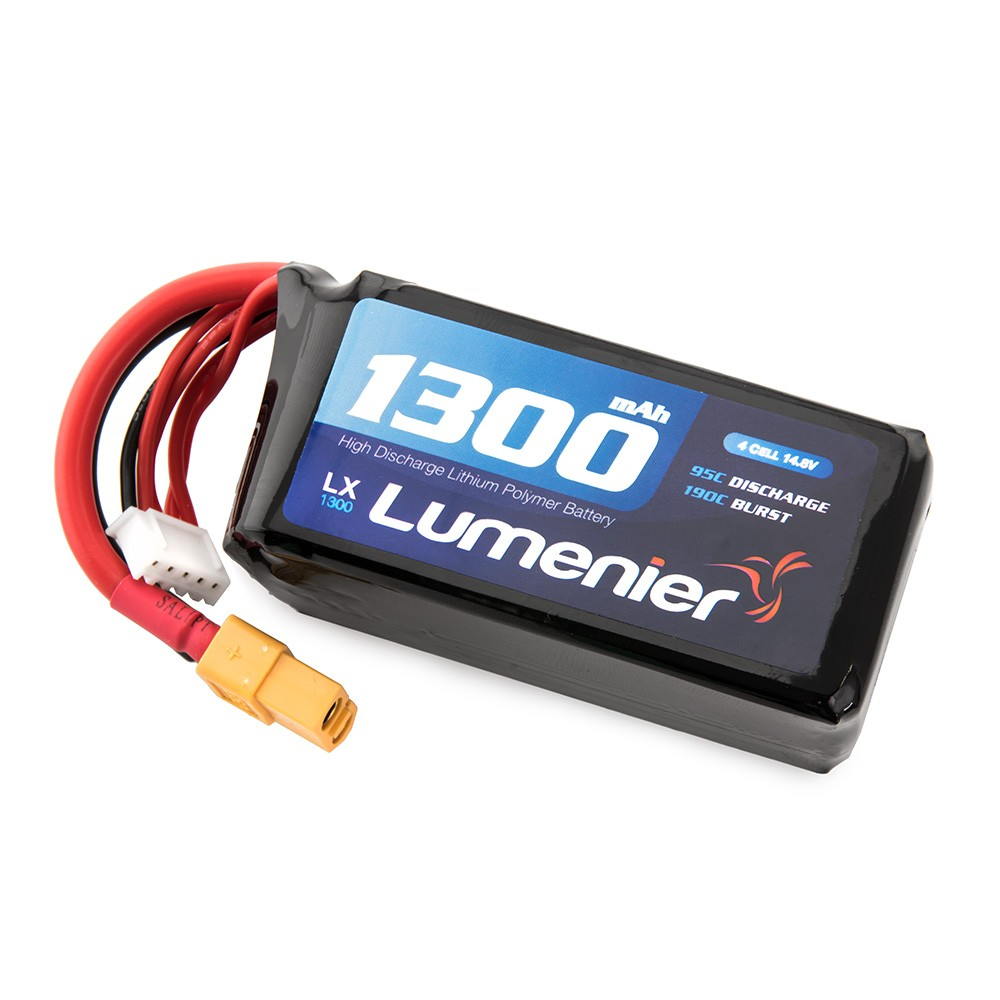 1300 mAh
High Discharge Lithium Polymer Battery
LX
1300
Lumenier
4 CELL 14.8V
95C DISCHARGE
190C BURST
+